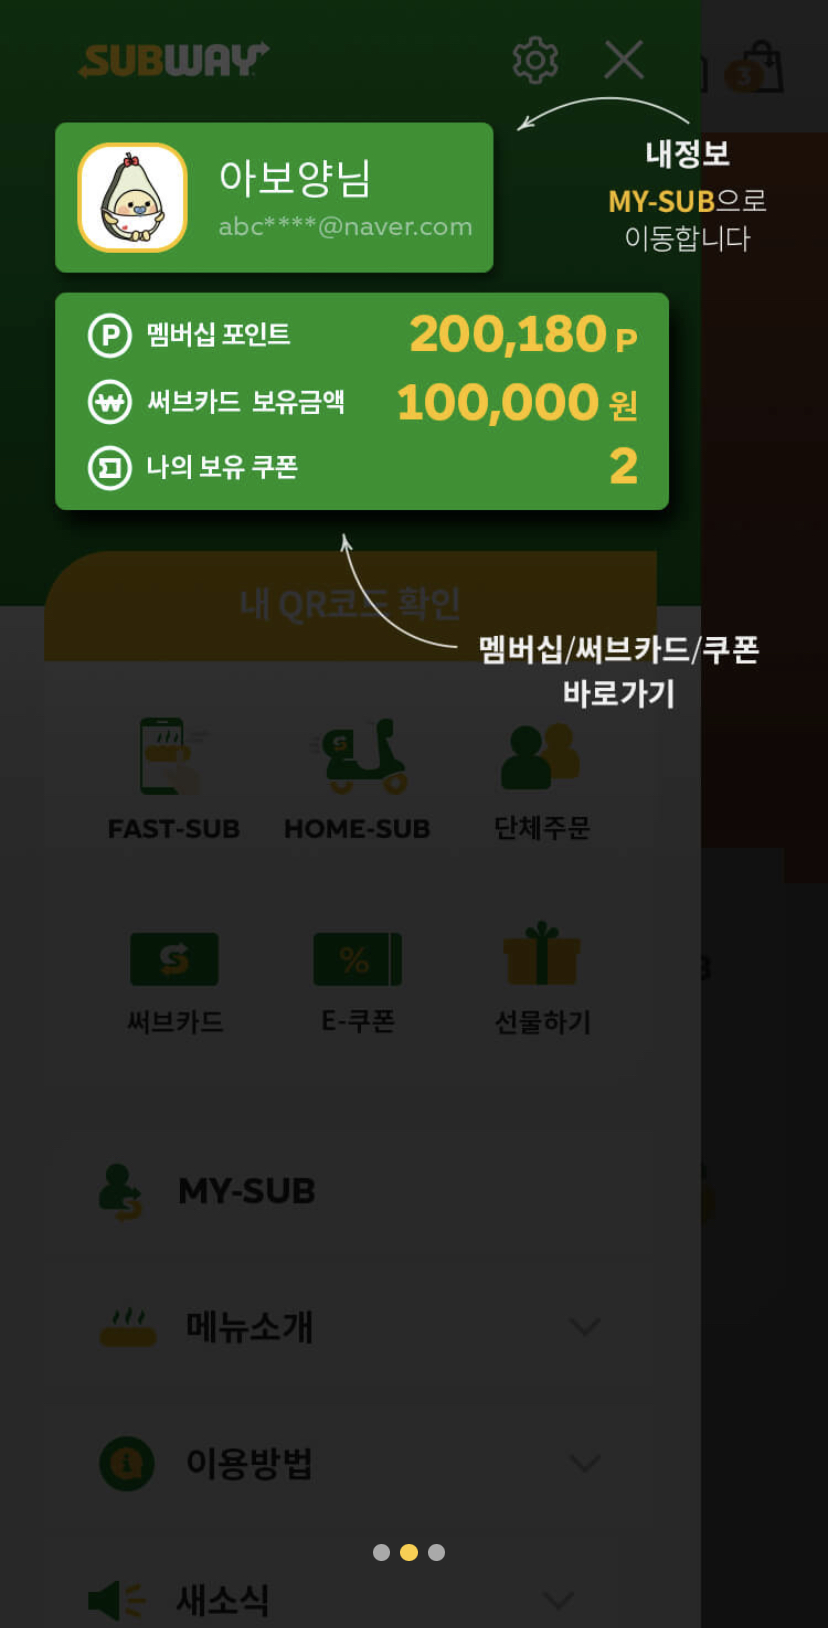 SUBWAY
3
내정보
MY-SUB으로
이동합니다
아보양님
abc****@naver.com
P 멤버십 포인트 200,180 P
₩ 써브카드 보유금액 100,000 원
나의 보유 쿠폰 2
내 QR코드 확인
멤버십/써브카드/쿠폰
바로가기
FAST-SUB HOME-SUB 단체주문
%
써브카드 E-쿠폰 선물하기
MY-SUB
메뉴소개
이용방법
새소식